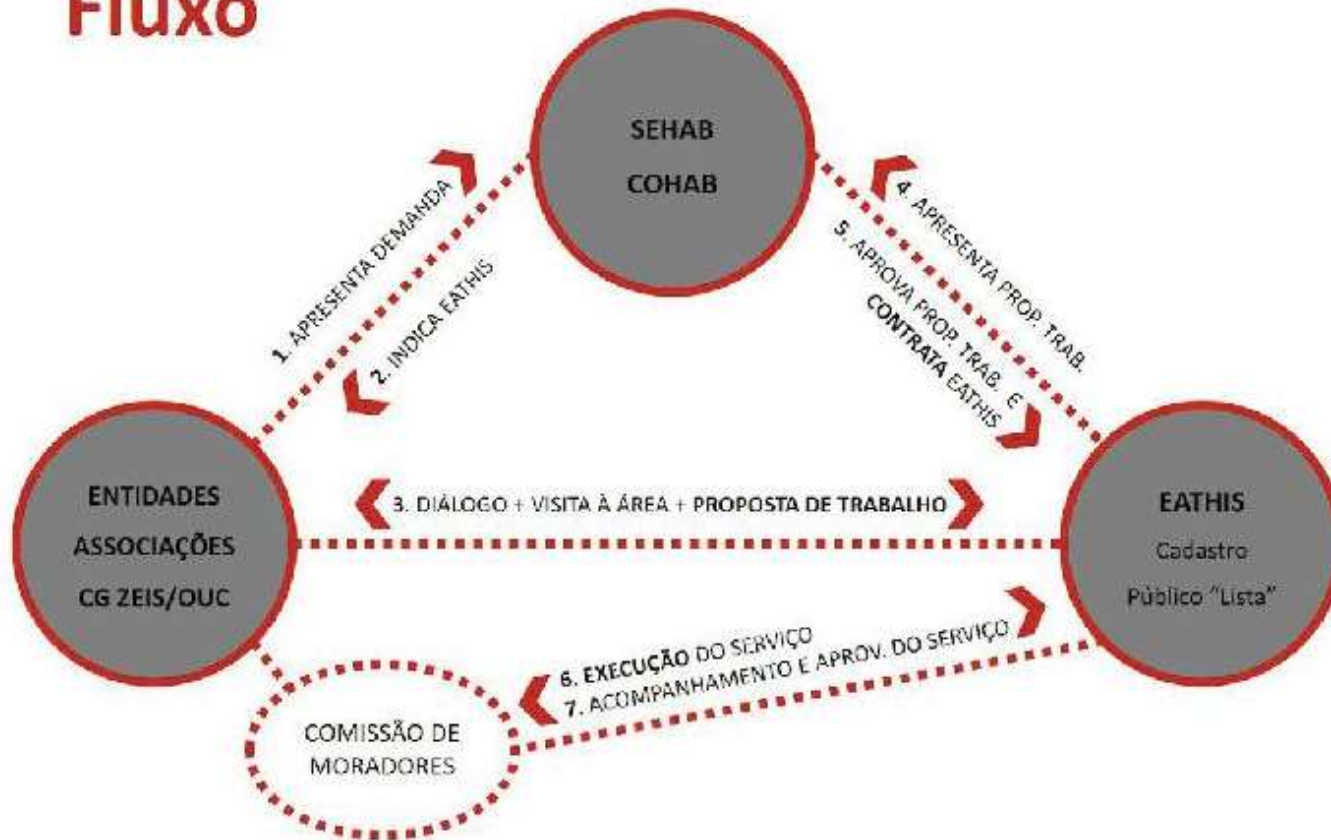 Fluxo
SEHAB
COHAB
1. APRESENTA DEMANDA
2. INDICA EATHIS
4. APRESENTA PROP. TRAB.
5. APROVA PROP. TRAB. E
CONTRATA EATHIS
ENTIDADES
ASSOCIAÇÕES
CG ZEIS/OUC
3. DIÁLOGO + VISITA À ÁREA + PROPOSTA DE TRABALHO
EATHIS
Cadastro
Público "Lista"
6. EXECUÇÃO DO SERVIÇO
7. ACOMPANHAMENTO E APROV. DO SERVIÇO
COMISSÃO DE
MORADORES